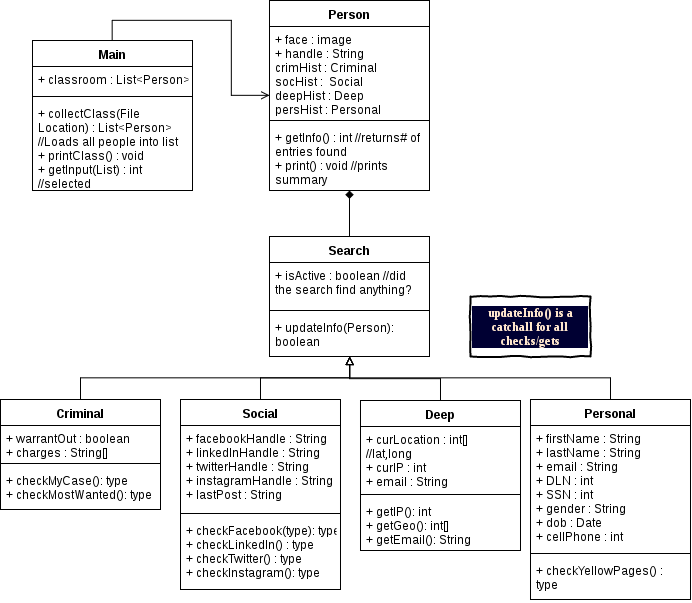 Person
+ face : image
+ handle : String
crimHist : Criminal
socHist :  Social
deepHist : Deep
persHist : Personal
+ getInfo() : int //returns# of
entries found
+ print() : void //prints
summary
Main
+ classroom : List<Person>
+ collectClass(File
Location) : List<Person>
//Loads all people into list
+ printClass() : void
+ getInput(List) : int
//selected
Search
+ isActive : boolean //did
the search find anything?
+ updateInfo(Person):
boolean
updateInfo() is a
catchall for all
checks/gets
Criminal
+ warrantOut : boolean
+ charges : String[]
+ checkMyCase(): type
+ checkMostWanted(): type
Social
+ facebookHandle : String
+ linkedInHandle : String
+ twitterHandle : String
+ instagramHandle : String
+ lastPost : String
+ checkFacebook(type): type
+ checkLinkedIn() : type
+ checkTwitter() : type
+ checkInstagram(): type
Deep
+ curLocation : int[]
//lat,long
+ curIP : int
+ email : String
+ getIP(): int
+ getGeo(): int[]
+ getEmail(): String
Personal
+ firstName : String
+ lastName : String
+ email : String
+ DLN : int
+ SSN : int
+ gender : String
+ dob : Date
+ cellPhone : int
+ checkYellowPages() :
type